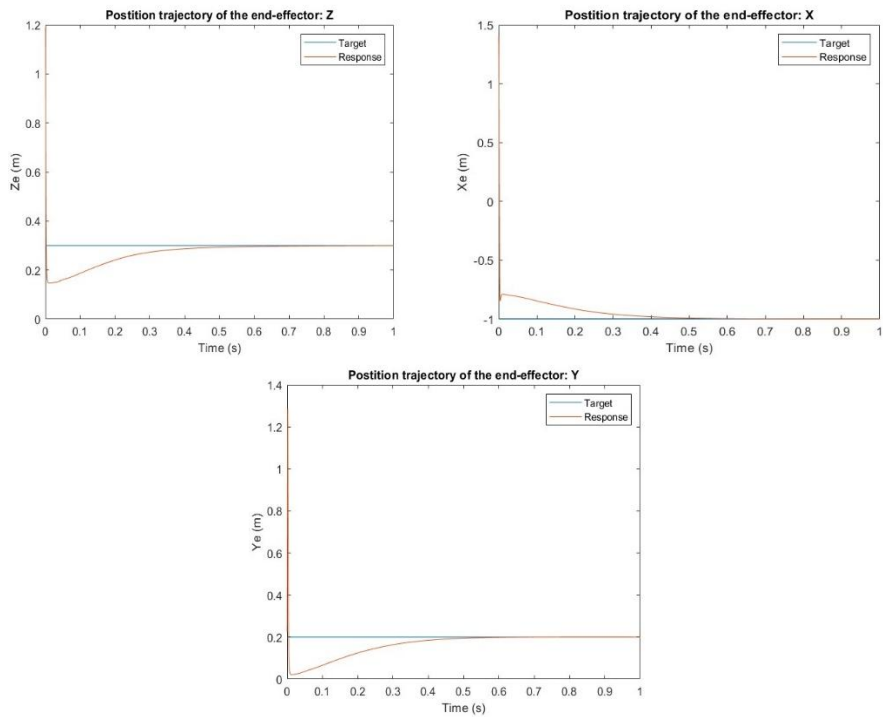 Postition trajectory of the end-effector: Z
1.2
1
0.8
0.6
0.4
0.2
0
Ze (m)
Target
Response
0 0.1 0.2 0.3 0.4 0.5 0.6 0.7 0.8 0.9 1
Time (s)
Postition trajectory of the end-effector: X
1.5
1
0.5
0
-0.5
-1
Xe (m)
Target
Response
0 0.1 0.2 0.3 0.4 0.5 0.6 0.7 0.8 0.9 1
Time (s)
Postition trajectory of the end-effector: Y
1.4
1.2
1
0.8
0.6
0.4
0.2
0
Ye (m)
Target
Response
0 0.1 0.2 0.3 0.4 0.5 0.6 0.7 0.8 0.9 1
Time (s)